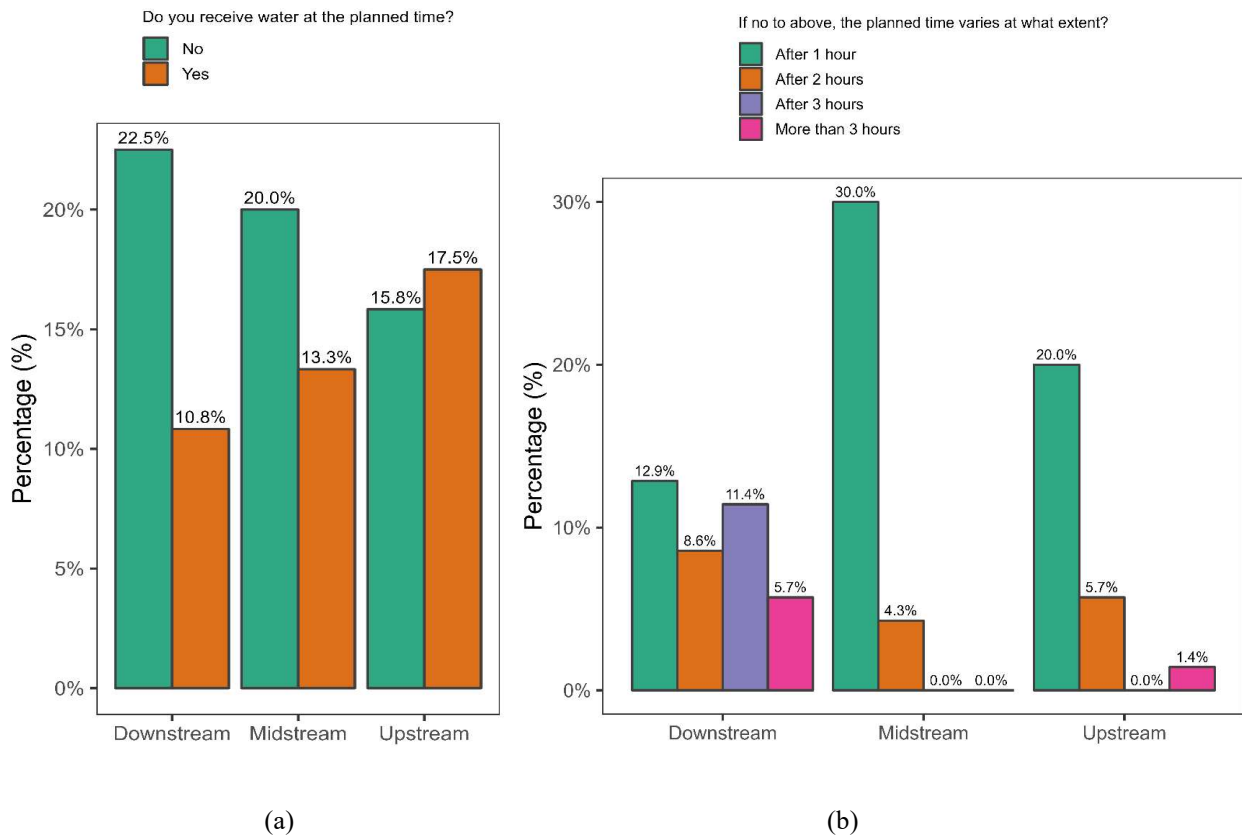 Do you receive water at the planned time?
No
Yes
22.5%
20.0%
17.5%
15.8%
13.3%
10.8%
20%
15%
10%
5%
0%
Percentage (%)
Downstream Midstream Upstream
(a)
If no to above, the planned time varies at what extent?
After 1 hour
After 2 hours
After 3 hours
More than 3 hours
30.0%
20.0%
12.9%
11.4%
8.6%
5.7%
4.3%
0.0% 0.0%
5.7%
0.0%
1.4%
30%
20%
10%
0%
Percentage (%)
Downstream Midstream Upstream
(b)